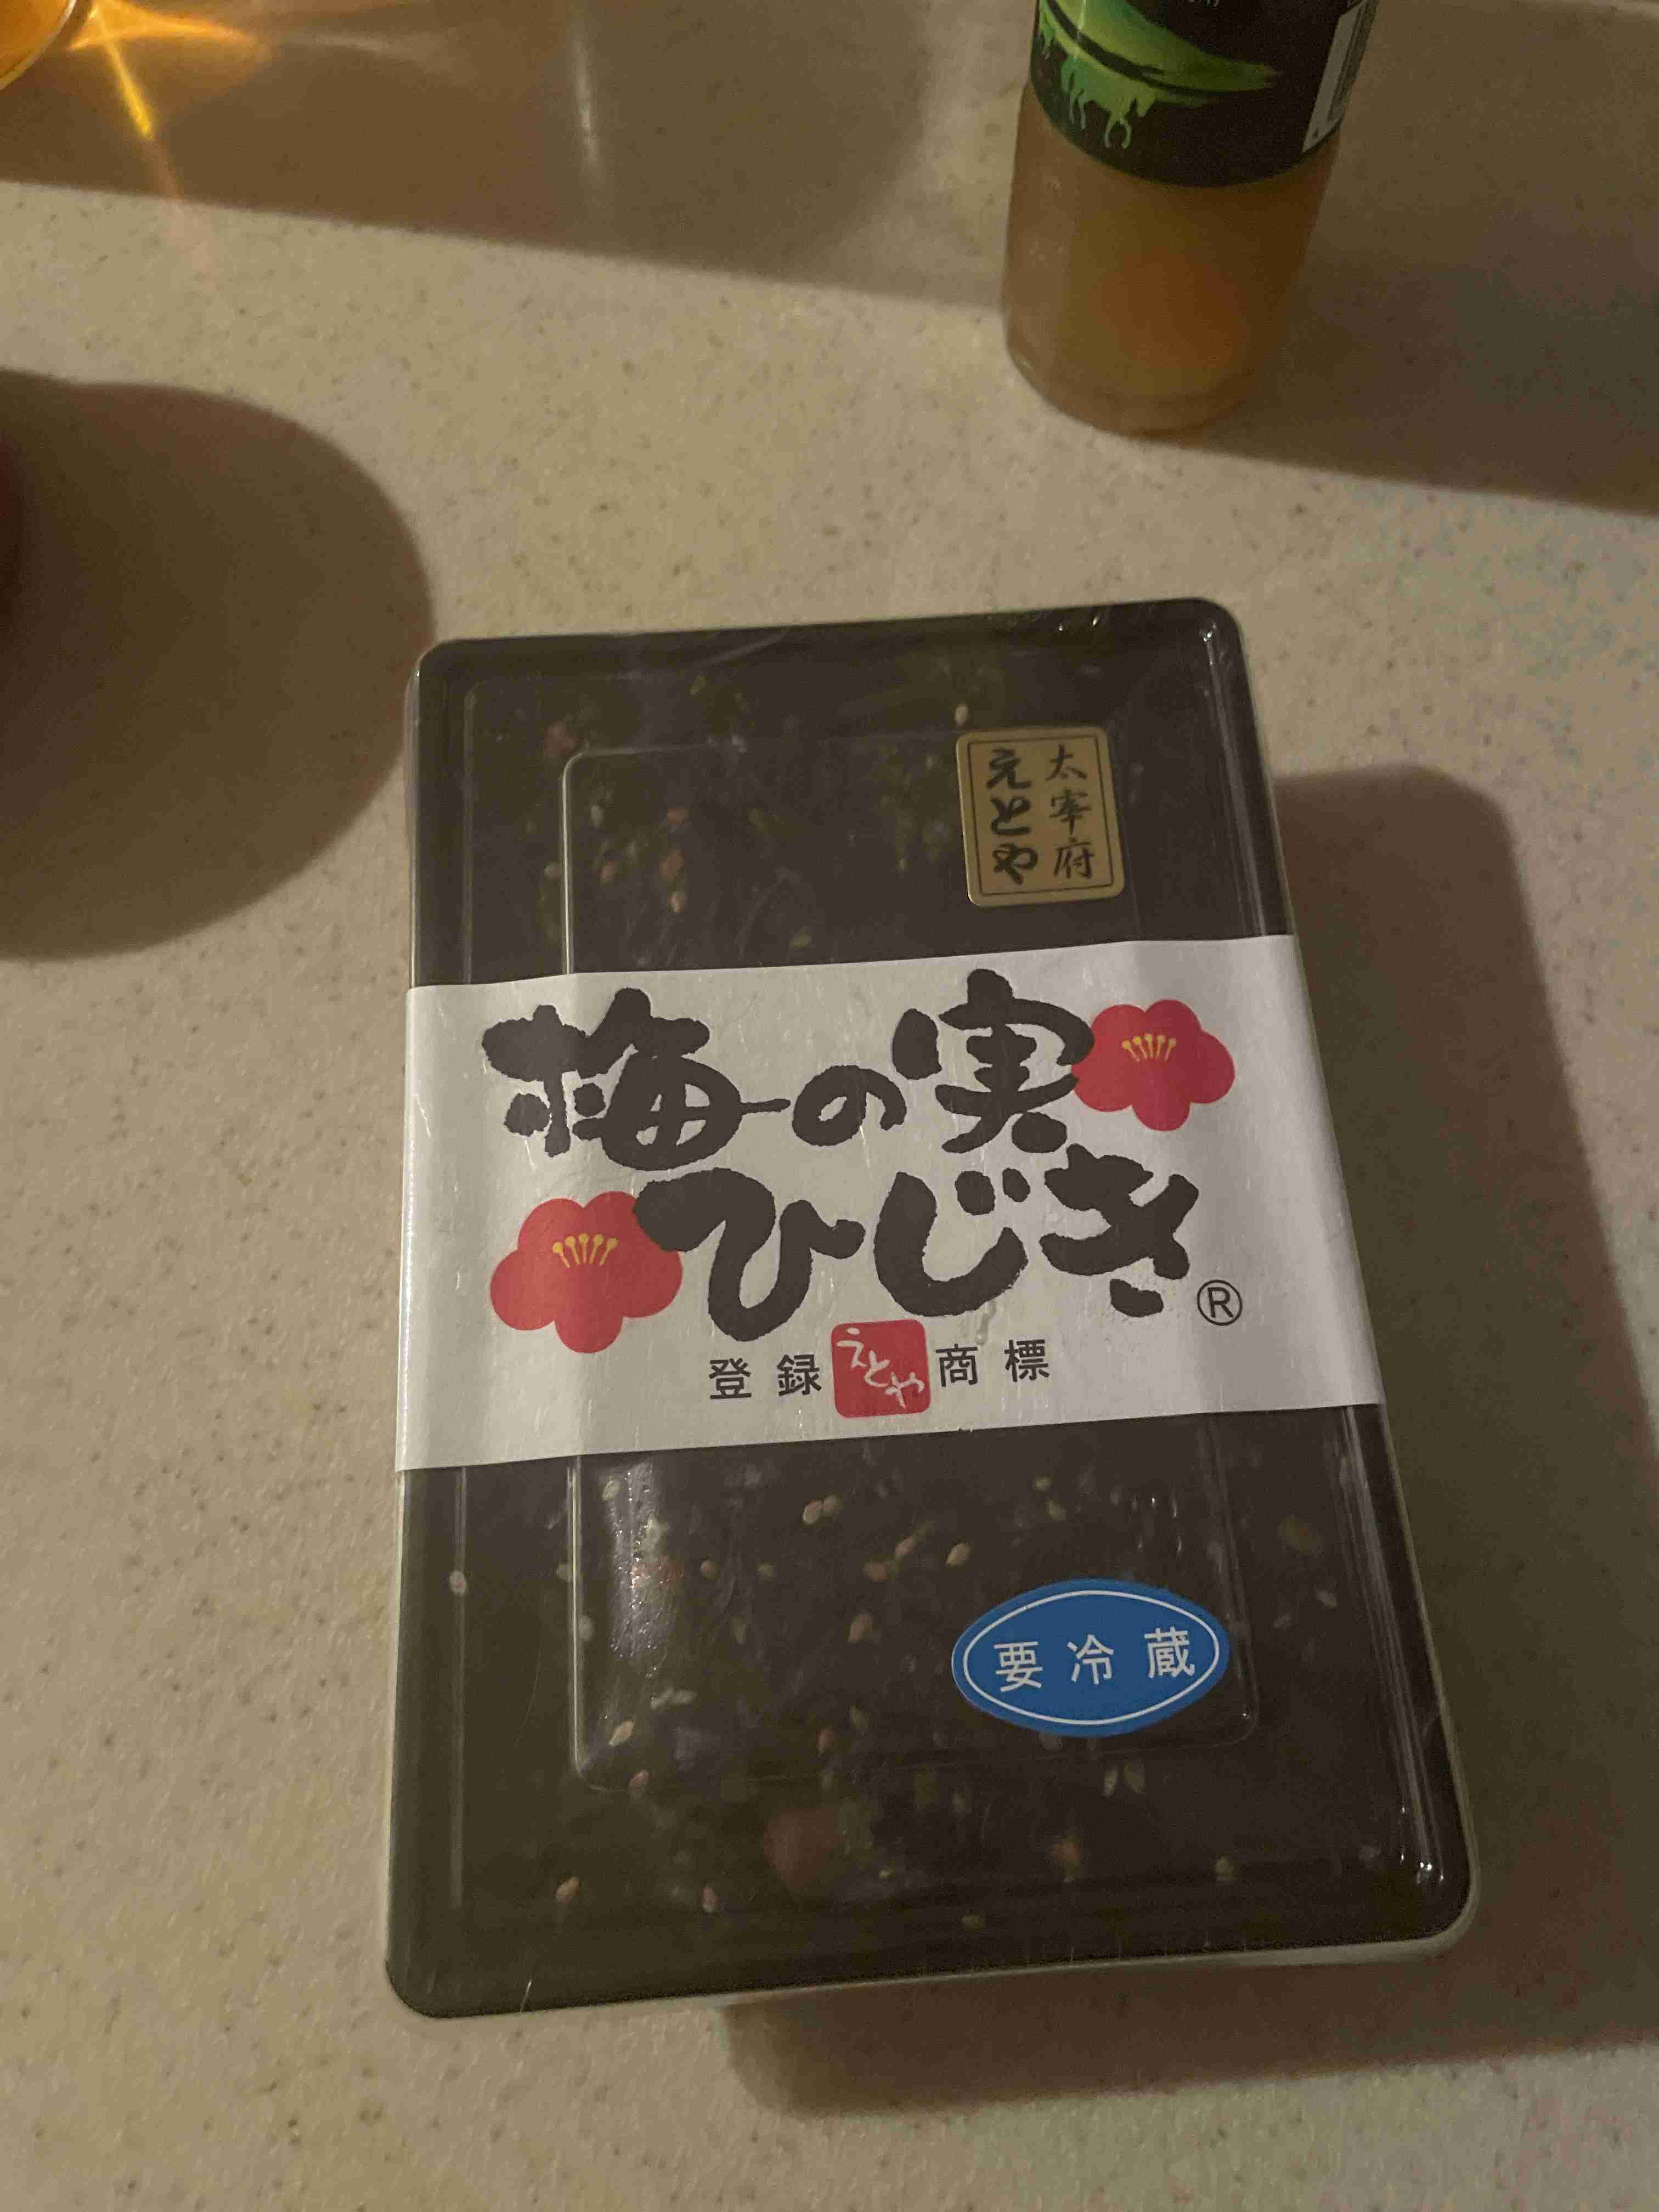 太宰府
えとや
梅の実
ひじき®
登録 えとや 商標
要冷蔵